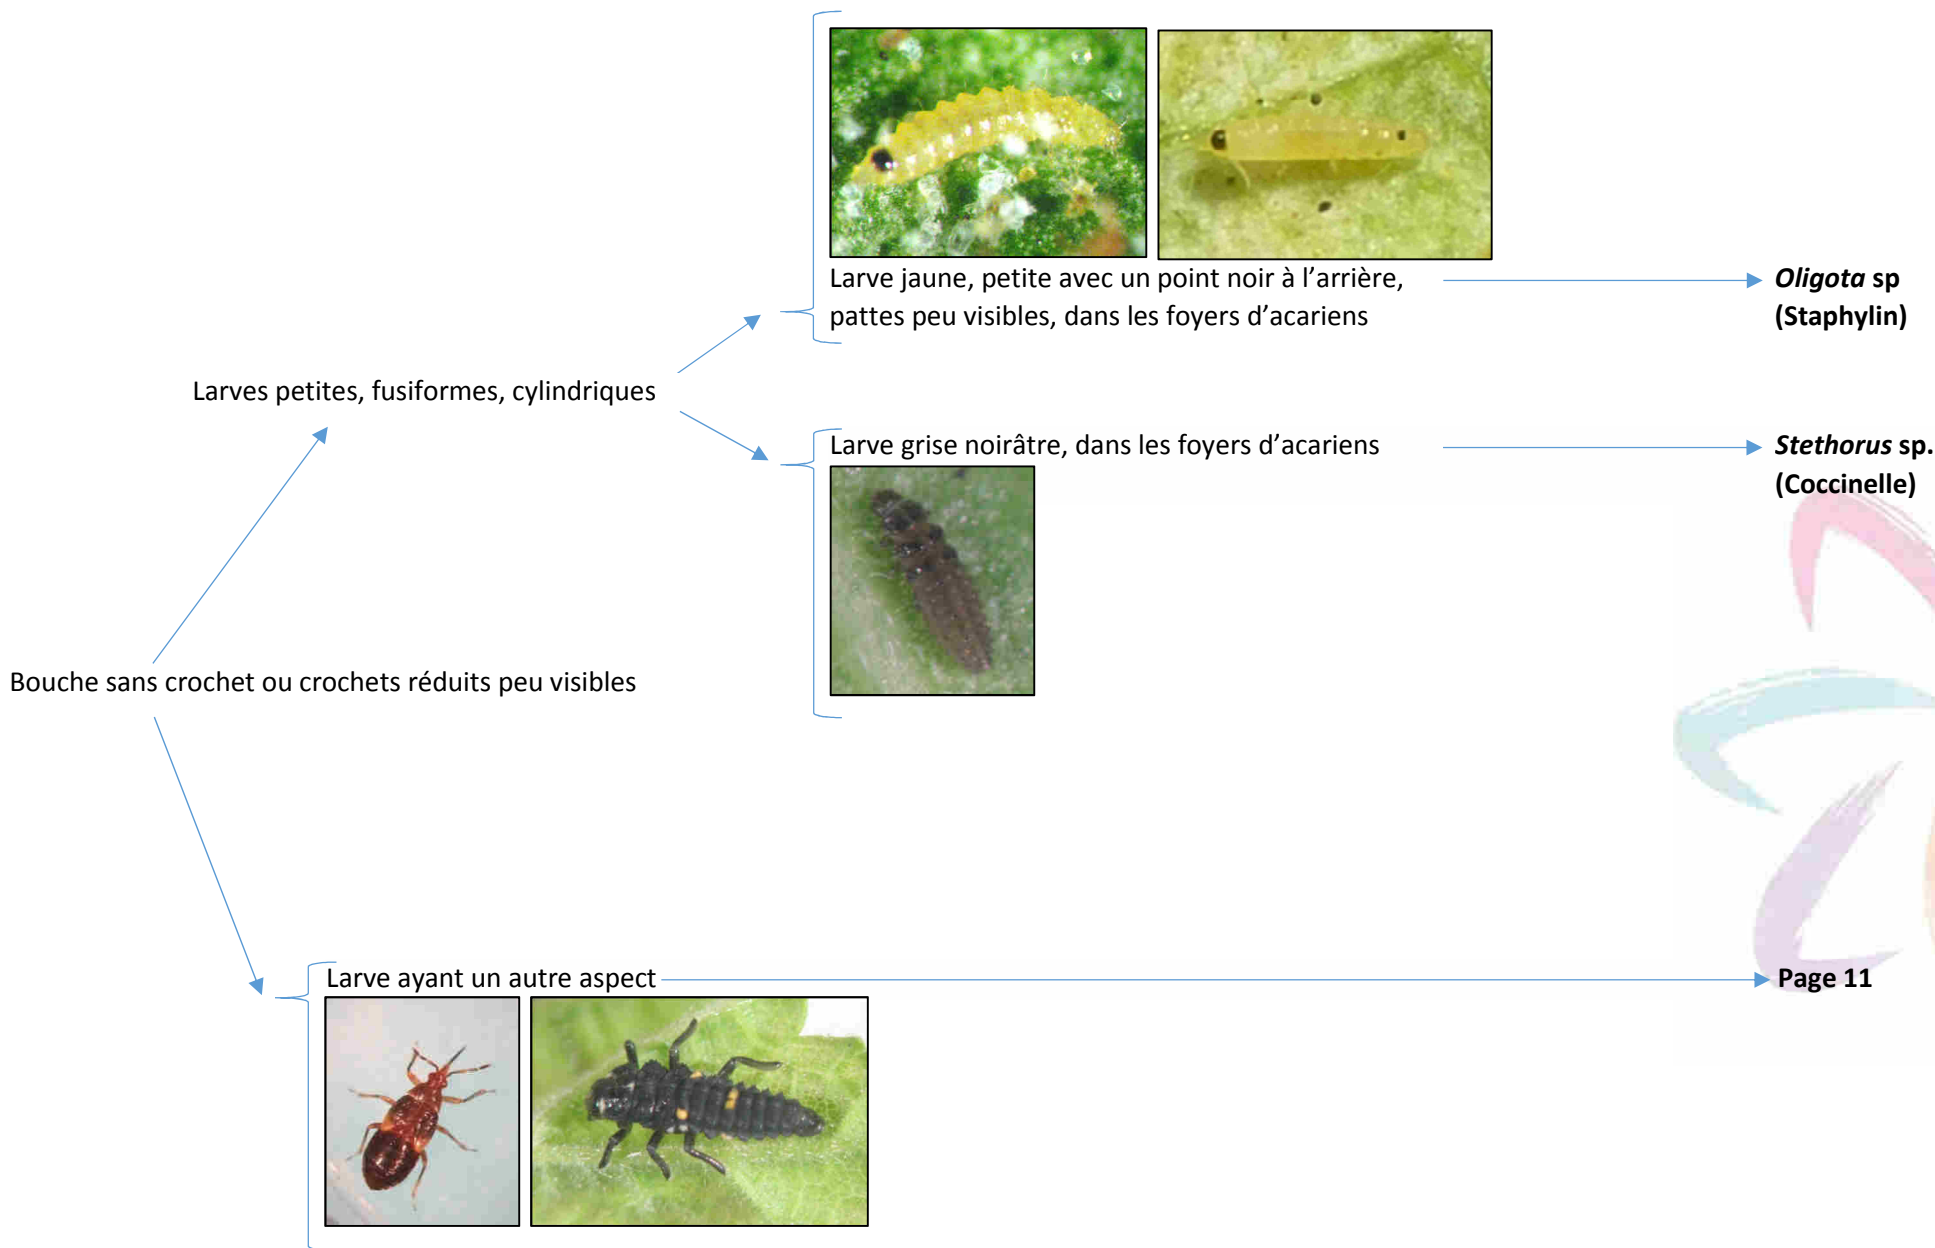 Larve jaune, petite avec un point noir à l’arrière,
pattes peu visibles, dans les foyers d’acariens
Oligota sp
(Staphylin)
Larves petites, fusiformes, cylindriques
Larve grise noirâtre, dans les foyers d’acariens
Stethorus sp.
(Coccinelle)
Bouche sans crochet ou crochets réduits peu visibles
Larve ayant un autre aspect
Page 11